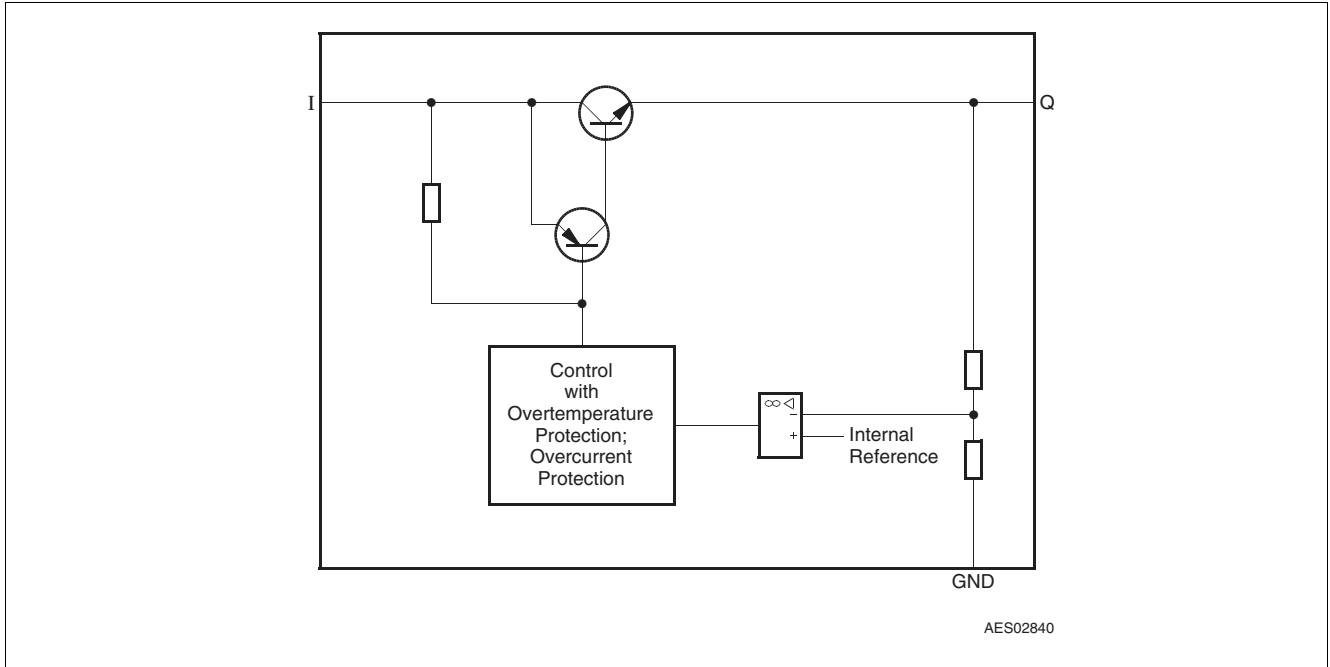 I
Q
Control
with
Overtemperature
Protection;
Overcurrent
Protection
∞ ◁
−
+
Internal
Reference
GND
AES02840